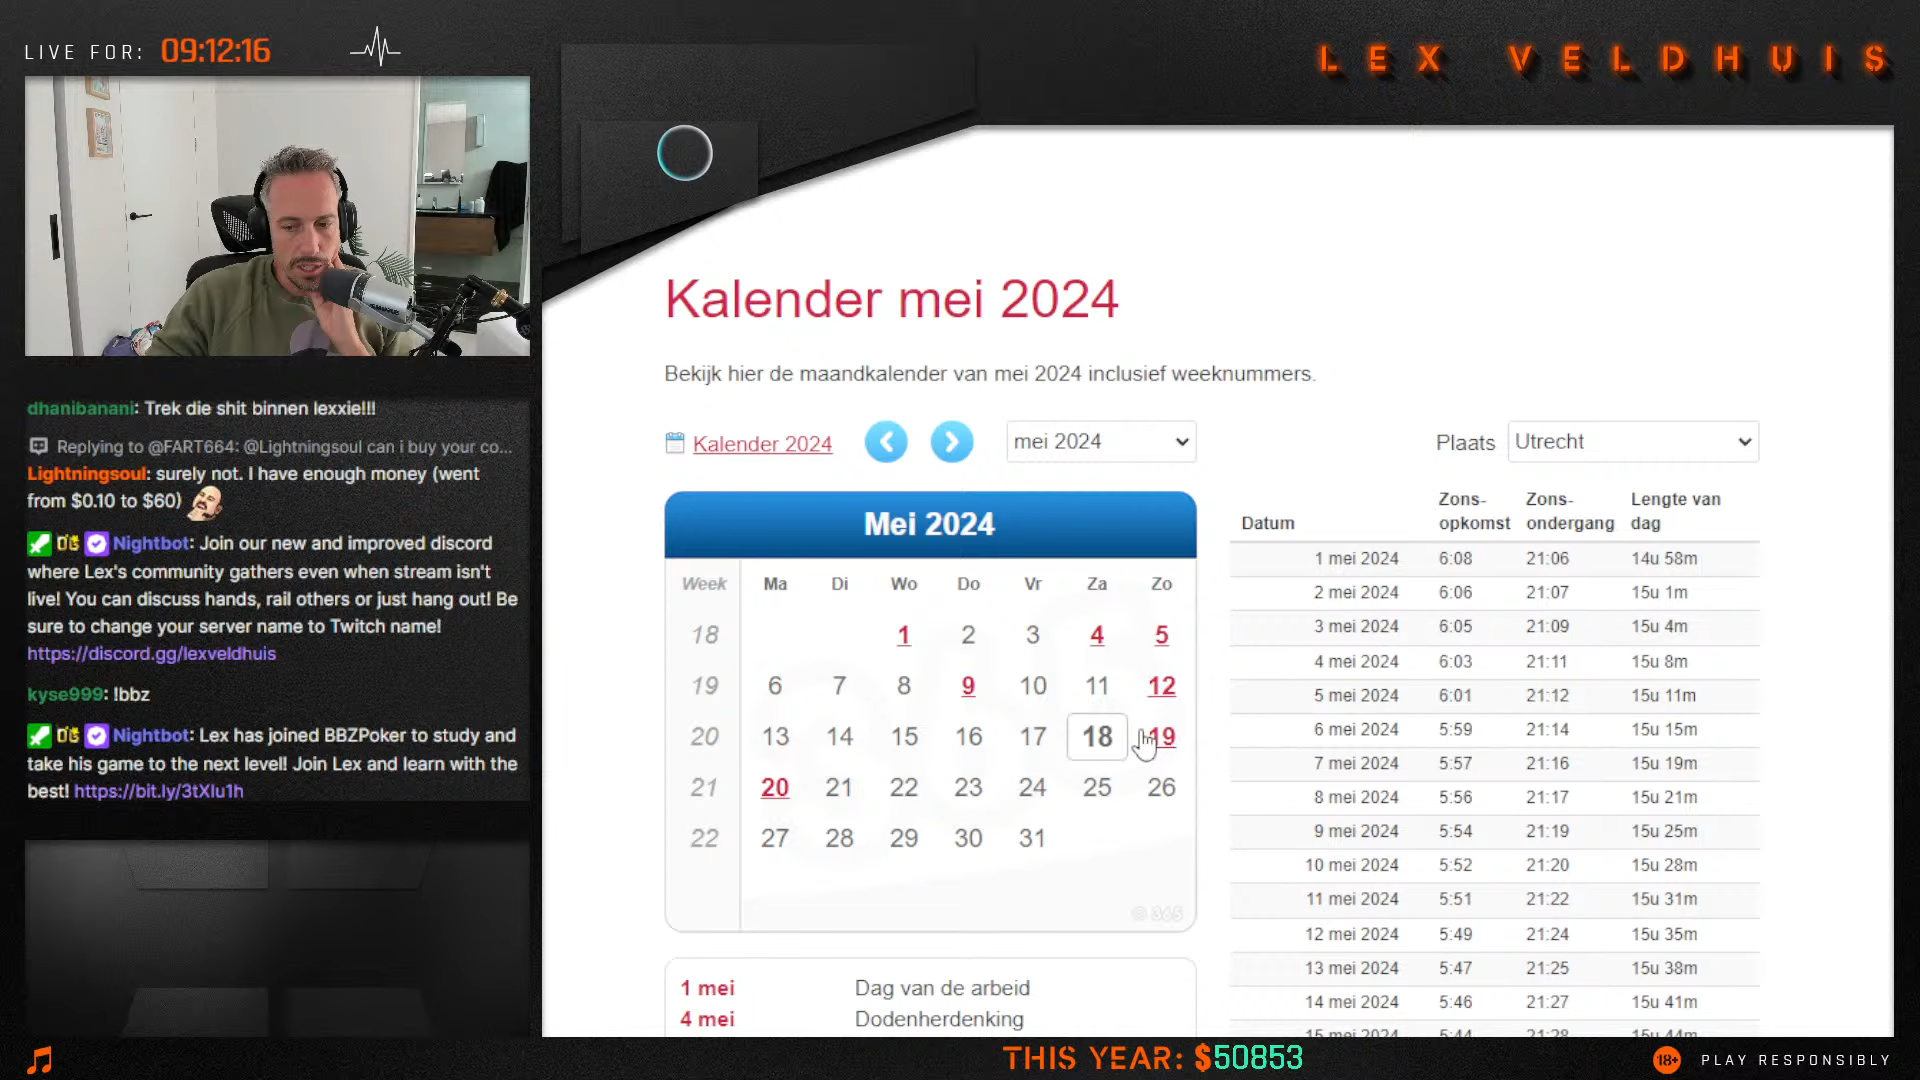 LIVE FOR: 09:12:16
LEX VELDHUIS
dhanibanani: Trek die shit binnen lexxie!!!
Replying to @FART664: @Lightningsoul can i buy your co...
Lightningsoul: surely not. I have enough money (went
from $0.10 to $60)
Nightbot: Join our new and improved discord
where Lex's community gathers even when stream isn't
live! You can discuss hands, rail others or just hang out! Be
sure to change your server name to Twitch name!
https://discord.gg/lexveldhuis
kyse999: !bbz
Nightbot: Lex has joined BBZPoker to study and
take his game to the next level! Join Lex and learn with the
best! https://bit.ly/3tXlu1h
Kalender mei 2024
Bekijk hier de maandkalender van mei 2024 inclusief weeknummers.
Kalender 2024 mei 2024
Mei 2024
Week Ma Di Wo Do Vr Za Zo
18 1 2 3 4 5
19 6 7 8 9 10 11 12
20 13 14 15 16 17 18 19
21 20 21 22 23 24 25 26
22 27 28 29 30 31
© 365
1 mei Dag van de arbeid
4 mei Dodenherdenking
Plaats Utrecht
Zons- Zons- Lengte van
Datum opkomst ondergang dag
1 mei 2024 6:08 21:06 14u 58m
2 mei 2024 6:06 21:07 15u 1m
3 mei 2024 6:05 21:09 15u 4m
4 mei 2024 6:03 21:11 15u 8m
5 mei 2024 6:01 21:12 15u 11m
6 mei 2024 5:59 21:14 15u 15m
7 mei 2024 5:57 21:16 15u 19m
8 mei 2024 5:56 21:17 15u 21m
9 mei 2024 5:54 21:19 15u 25m
10 mei 2024 5:52 21:20 15u 28m
11 mei 2024 5:51 21:22 15u 31m
12 mei 2024 5:49 21:24 15u 35m
13 mei 2024 5:47 21:25 15u 38m
14 mei 2024 5:46 21:27 15u 41m
15 mei 2024 5:44 21:28 15u 44m
THIS YEAR: $50853
18+ PLAY RESPONSIBLY